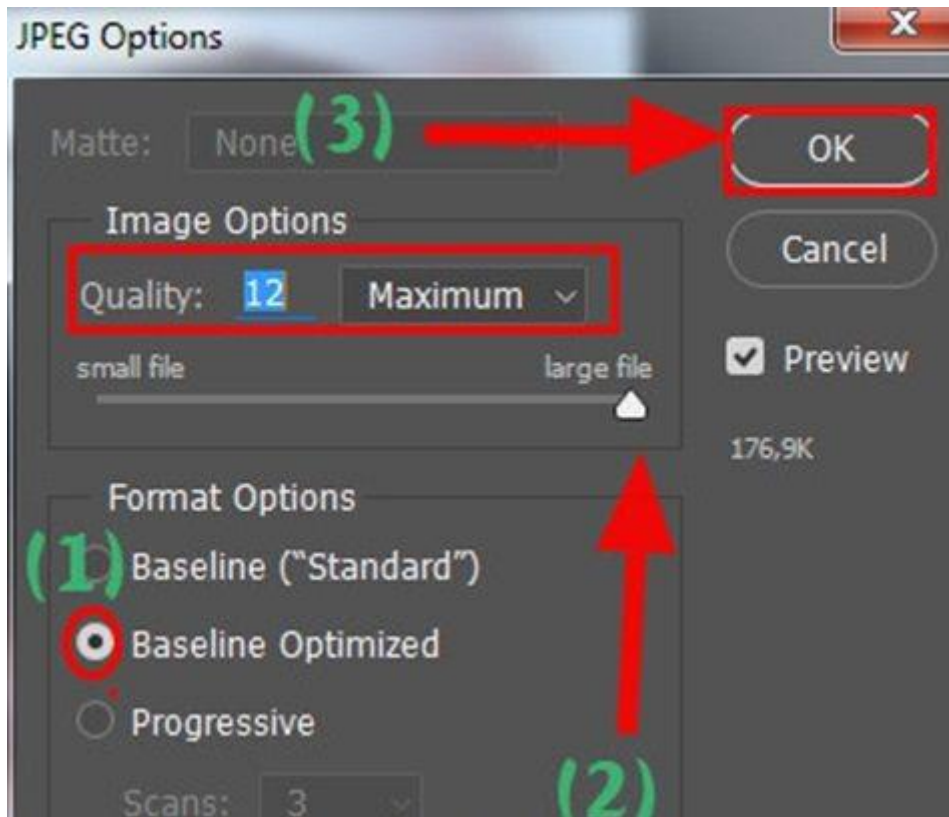 JPEG Options
X
Matte: None (3)
OK
Image Options
Cancel
Quality: 12 Maximum
small file large file
Preview
176,9K
Format Options
(1) Baseline ("Standard")
Baseline Optimized
Progressive
Scans: 3
(2)